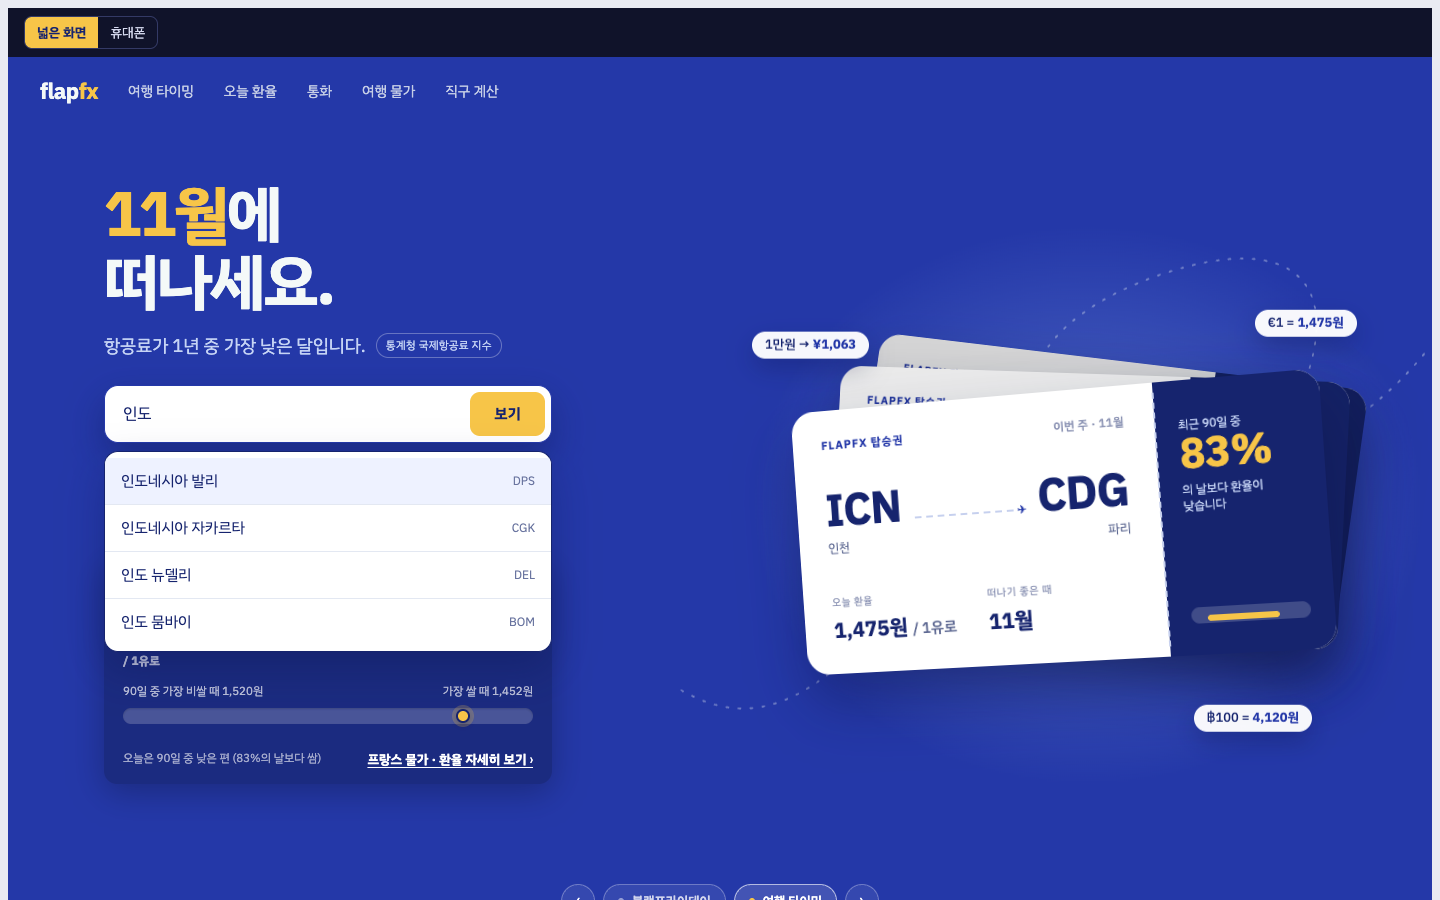 넓은 화면
휴대폰
flapfx
여행 타이밍
오늘 환율
통화
여행 물가
직구 계산
11월에
떠나세요.
항공료가 1년 중 가장 낮은 달입니다.
통계청 국제항공료 지수
인도
보기
인도네시아 발리
DPS
인도네시아 자카르타
CGK
인도 뉴델리
DEL
인도 뭄바이
BOM
/ 1유로
90일 중 가장 비쌀 때 1,520원
가장 쌀 때 1,452원
오늘은 90일 중 낮은 편 (83%의 날보다 쌈)
프랑스 물가 · 환율 자세히 보기 ›
1만원 → ¥1,063
€1 = 1,475원
FLAPFX 탑승권
이번 주 · 11월
ICN
✈
CDG
인천
파리
오늘 환율
떠나기 좋은 때
1,475원 / 1유로
11월
최근 90일 중
83%
의 날보다 환율이
낮습니다
฿100 = 4,120원
여행 타이밍